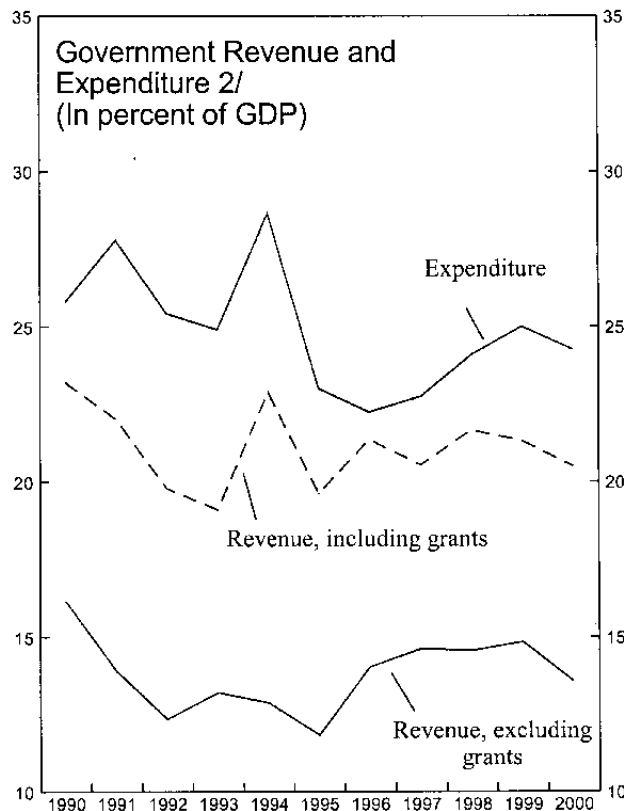 Government Revenue and
Expenditure 2/
(In percent of GDP)
35
35
30
30
Expenditure
25
25
20
20
Revenue, including grants
15
15
Revenue, excluding
grants
10
10
1990 1991 1992 1993 1994 1995 1996 1997 1998 1999 2000